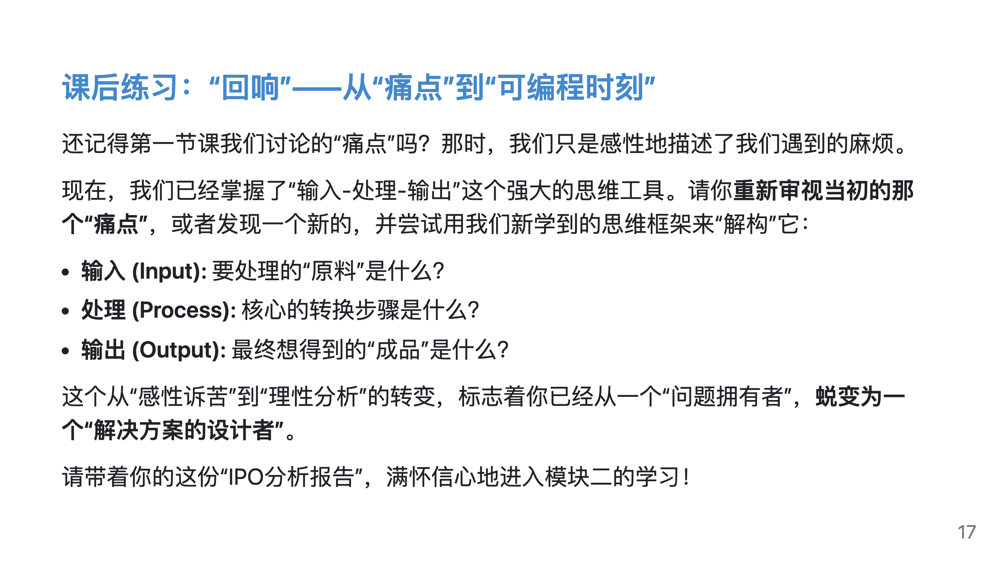 课后练习：“回响”——从“痛点”到“可编程时刻”
还记得第一节课我们讨论的“痛点”吗？那时，我们只是感性地描述了我们遇到的麻烦。
现在，我们已经掌握了“输入-处理-输出”这个强大的思维工具。请你重新审视当初的那
个“痛点”，或者发现一个新的，并尝试用我们新学到的思维框架来“解构”它：
• 输入 (Input): 要处理的“原料”是什么？
• 处理 (Process): 核心的转换步骤是什么？
• 输出 (Output): 最终想得到的“成品”是什么？
这个从“感性诉苦”到“理性分析”的转变，标志着你已经从一个“问题拥有者”，蜕变为一
个“解决方案的设计者”。
请带着你的这份“IPO分析报告”，满怀信心地进入模块二的学习！
17